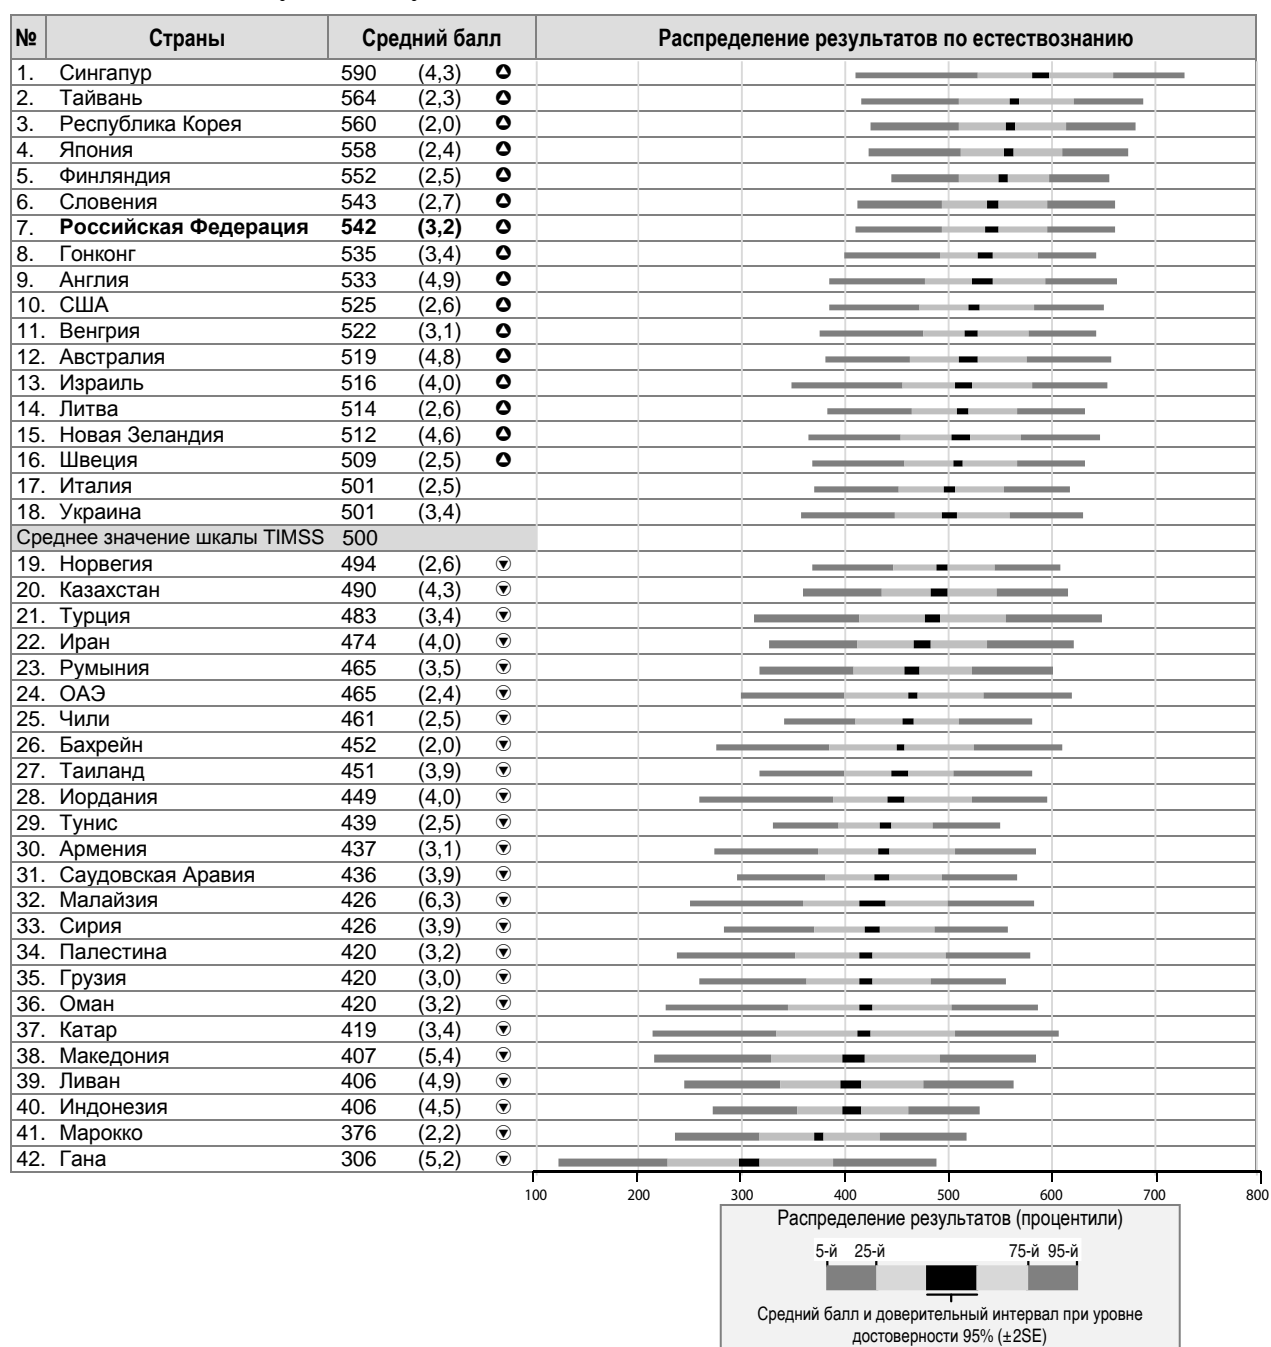 № Страны Средний балл Распределение результатов по естествознанию
1. Сингапур 590 (4,3)
2. Тайвань 564 (2,3)
3. Республика Корея 560 (2,0)
4. Япония 558 (2,4)
5. Финляндия 552 (2,5)
6. Словения 543 (2,7)
7. Российская Федерация 542 (3,2)
8. Гонконг 535 (3,4)
9. Англия 533 (4,9)
10. США 525 (2,6)
11. Венгрия 522 (3,1)
12. Австралия 519 (4,8)
13. Израиль 516 (4,0)
14. Литва 514 (2,6)
15. Новая Зеландия 512 (4,6)
16. Швеция 509 (2,5)
17. Италия 501 (2,5)
18. Украина 501 (3,4)
Среднее значение шкалы TIMSS 500
19. Норвегия 494 (2,6)
20. Казахстан 490 (4,3)
21. Турция 483 (3,4)
22. Иран 474 (4,0)
23. Румыния 465 (3,5)
24. ОАЭ 465 (2,4)
25. Чили 461 (2,5)
26. Бахрейн 452 (2,0)
27. Таиланд 451 (3,9)
28. Иордания 449 (4,0)
29. Тунис 439 (2,5)
30. Армения 437 (3,1)
31. Саудовская Аравия 436 (3,9)
32. Малайзия 426 (6,3)
33. Сирия 426 (3,9)
34. Палестина 420 (3,2)
35. Грузия 420 (3,0)
36. Оман 420 (3,2)
37. Катар 419 (3,4)
38. Македония 407 (5,4)
39. Ливан 406 (4,9)
40. Индонезия 406 (4,5)
41. Марокко 376 (2,2)
42. Гана 306 (5,2)
100 200 300 400 500 600 700 800
Распределение результатов (процентили)
5-й 25-й 75-й 95-й
Средний балл и доверительный интервал при уровне
достоверности 95% (±2SE)